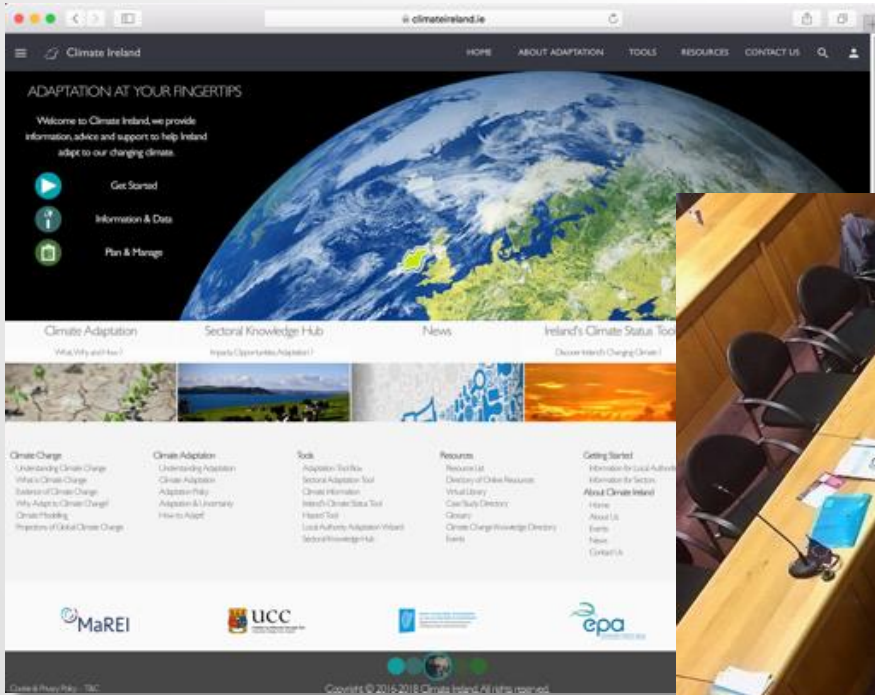 climateireland.ie
Climate Ireland
HOME ABOUT ADAPTATION TOOLS RESOURCES CONTACT US
ADAPTATION AT YOUR FINGERTIPS
Welcome to Climate Ireland, we provide
information, advice and support to help Ireland
adapt to our changing climate.
Get Started
Information & Data
Plan & Manage
Climate Adaptation
What, Why and How?
Sectoral Knowledge Hub
Impacts, Opportunities, Adaptation!
News
Ireland's Climate Status Too
Discover Ireland's Changing Climate!
Climate Change
Understanding Climate Change
What is Climate Change
Evidence of Climate Change
Why Adapt to Climate Change?
Climate Modelling
Projections of Global Climate Change
Climate Adaptation
Understanding Adaptation
Climate Adaptation
Adaptation Policy
Adaptation & Uncertainty
How to Adapt?
Tools
Adaptation ToolBox
Sectoral Adaptation Tool
Climate Information
Ireland's Climate Status Tool
Hazard Tool
Local Authority Adaptation Wizard
Sectoral Knowledge Hub
Resources
Resource List
Directory of Online Resources
Virtual Library
Case Study Directory
Glossary
Climate Change Knowledge Directory
Events
Getting Started
Information for Local Authorit
Information for Sectors
About Climate Ireland
Home
About Us
Events
News
Contact Us
MaREI
UCC
epa
Cookie & Privacy Policy - T&C
Copyright © 2016-2018 Climate Ireland. All rights reserved.